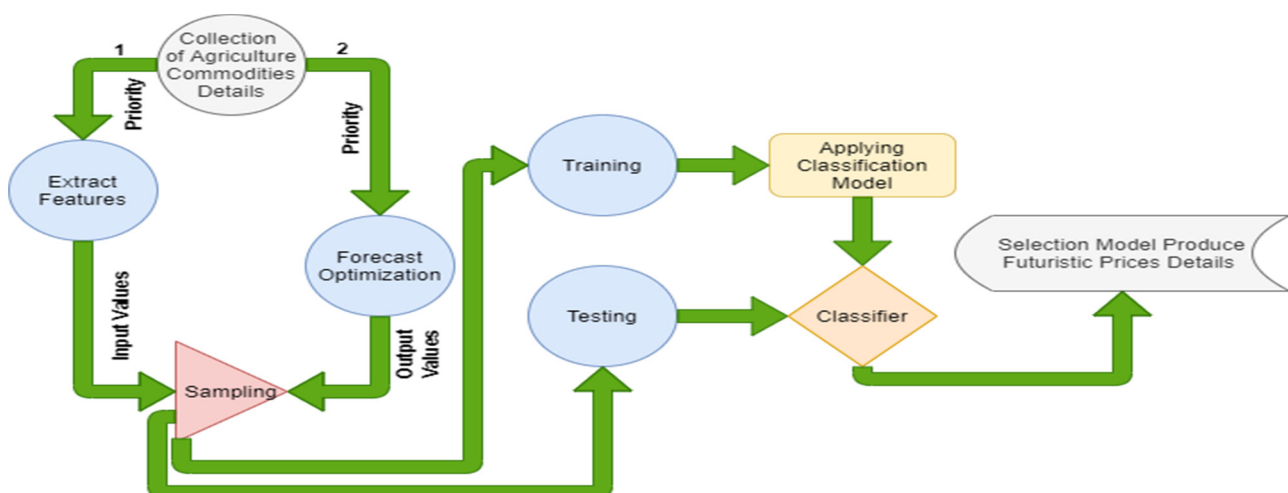 1
Collection
of Agriculture
Commodities
Details
2
Priority
Priority
Extract
Features
Forecast
Optimization
Input Values
Output
Values
Sampling
Training
Applying
Classification
Model
Testing
Classifier
Selection Model Produce
Futuristic Prices Details